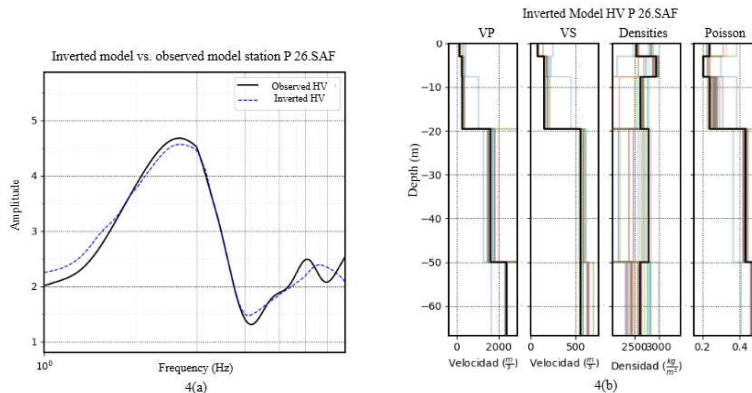 Inverted model vs. observed model station P 26.SAF
Observed HV
Inverted HV
5
4
3
2
1
Amplitude
10⁰
Frequency (Hz)
4(a)
Inverted Model HV P 26.SAF
VP VS Densities Poisson
0
−10
−20
−30
−40
−50
−60
Depth (m)
0 2000 0 500 2500 3000 0.2 0.4
Velocidad (m/s) Velocidad (m/s) Densidad (kg/m³) Poisson
4(b)